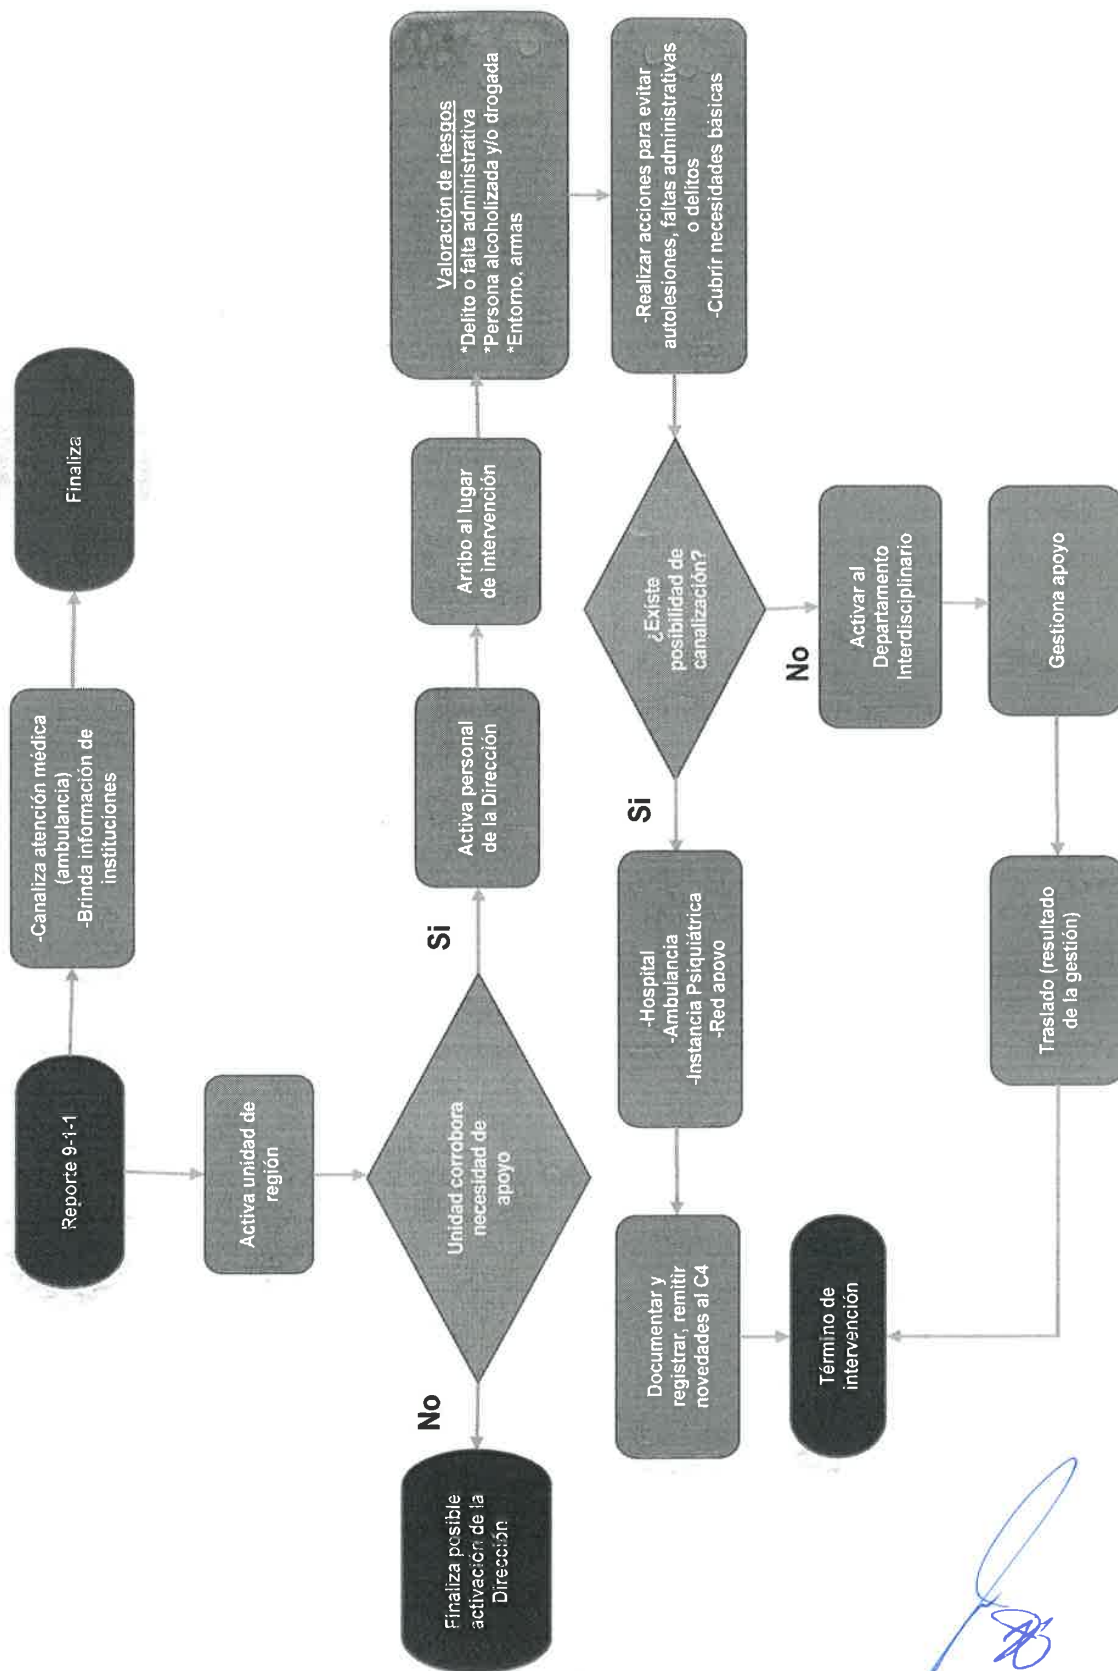 Reporte 9-1-1
-Canaliza atención médica
(ambulancia)
-Brinda información de
instituciones
Finaliza
Activa unidad de
región
Unidad corrobora
necesidad de
apoyo
No
Finaliza posible
activación de la
Dirección
Si
Activa personal
de la Dirección
Arribo al lugar
de intervención
Valoración de riesgos
*Delito o falta administrativa
*Persona alcoholizada y/o drogada
*Entorno, armas
-Realizar acciones para evitar
autolesiones, faltas administrativas
o delitos
-Cubrir necesidades básicas
¿Existe
posibilidad de
canalización?
Si
-Hospital
-Ambulancia
-Instancia Psiquiátrica
-Red apoyo
Documentar y
registrar, remitir
novedades al C4
Término de
intervención
No
Activar al
Departamento
Interdisciplinario
Gestiona apoyo
Traslado (resultado
de la gestión)